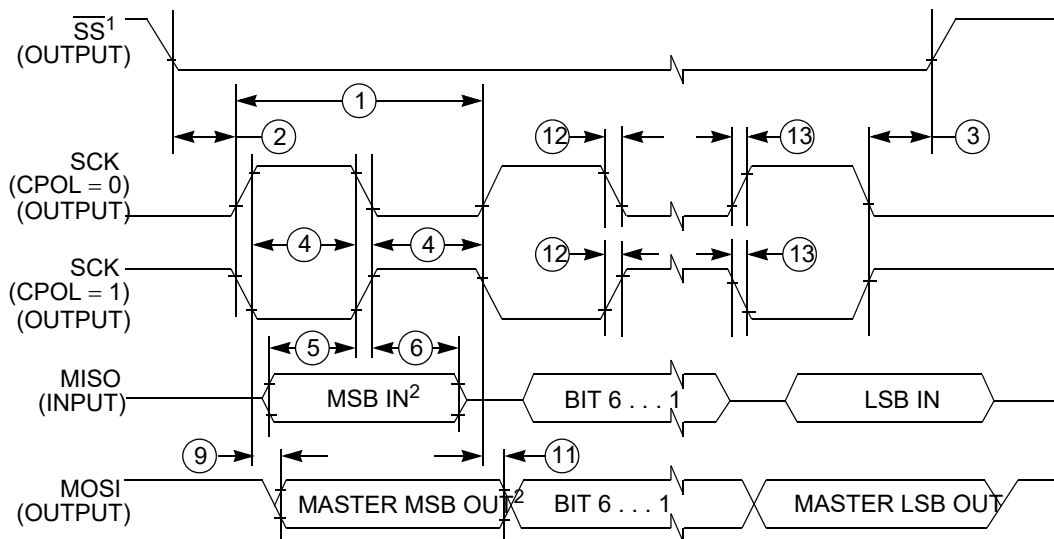 SS¹
(OUTPUT)
1
2
12
13
3
SCK
(CPOL = 0)
(OUTPUT)
4
4
SCK
(CPOL = 1)
(OUTPUT)
12
13
5
6
MISO
(INPUT)
MSB IN²
BIT 6 . . . 1
LSB IN
9
11
MOSI
(OUTPUT)
MASTER MSB OUT²
BIT 6 . . . 1
MASTER LSB OUT